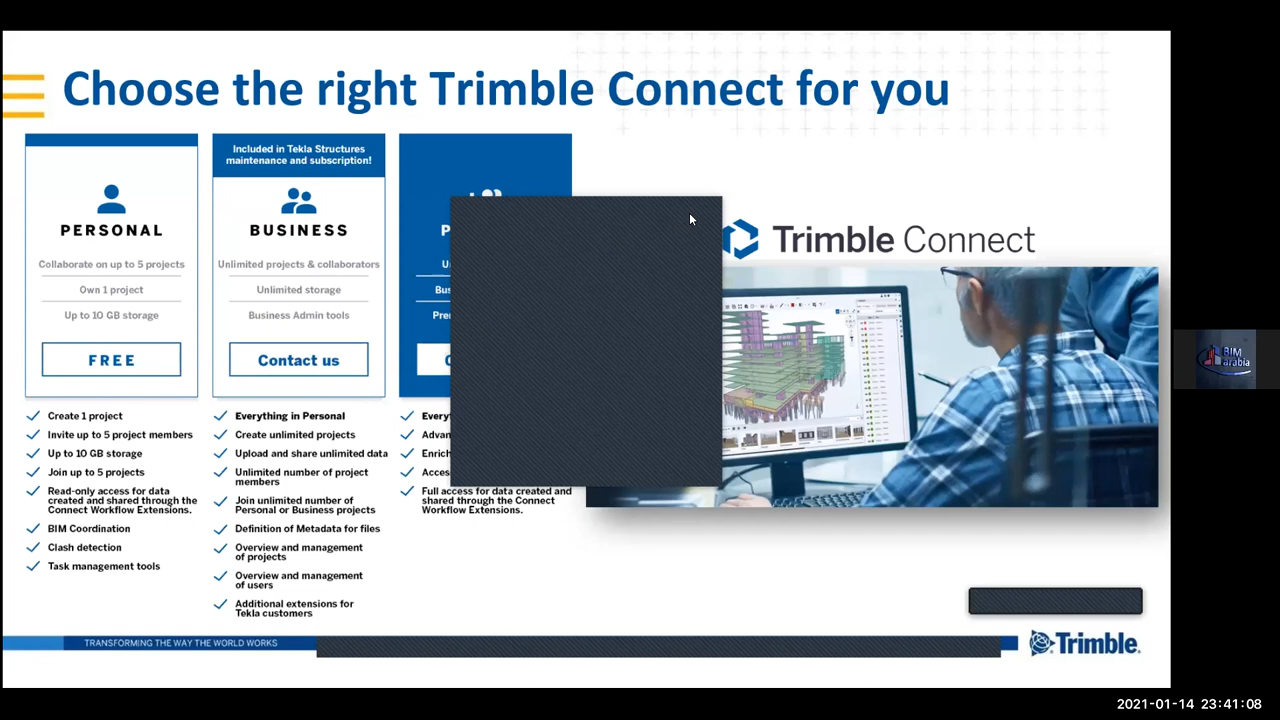 Choose the right Trimble Connect for you
PERSONAL
Collaborate on up to 5 projects
Own 1 project
Up to 10 GB storage
FREE
Create 1 project
Invite up to 5 project members
Up to 10 GB storage
Join up to 5 projects
Read-only access for data
created and shared through the
Connect Workflow Extensions.
BIM Coordination
Clash detection
Task management tools
Included in Tekla Structures
maintenance and subscription!
BUSINESS
Unlimited projects & collaborators
Unlimited storage
Business Admin tools
Contact us
Everything in Personal
Create unlimited projects
Upload and share unlimited data
Unlimited number of project
members
Join unlimited number of
Personal or Business projects
Definition of Metadata for files
Overview and management
of projects
Overview and management
of users
Additional extensions for
Tekla customers
Full access for data created and
shared through the Connect
Workflow Extensions.
Trimble Connect
TRANSFORMING THE WAY THE WORLD WORKS
Trimble.
BIM
arabia
2021-01-14 23:41:08